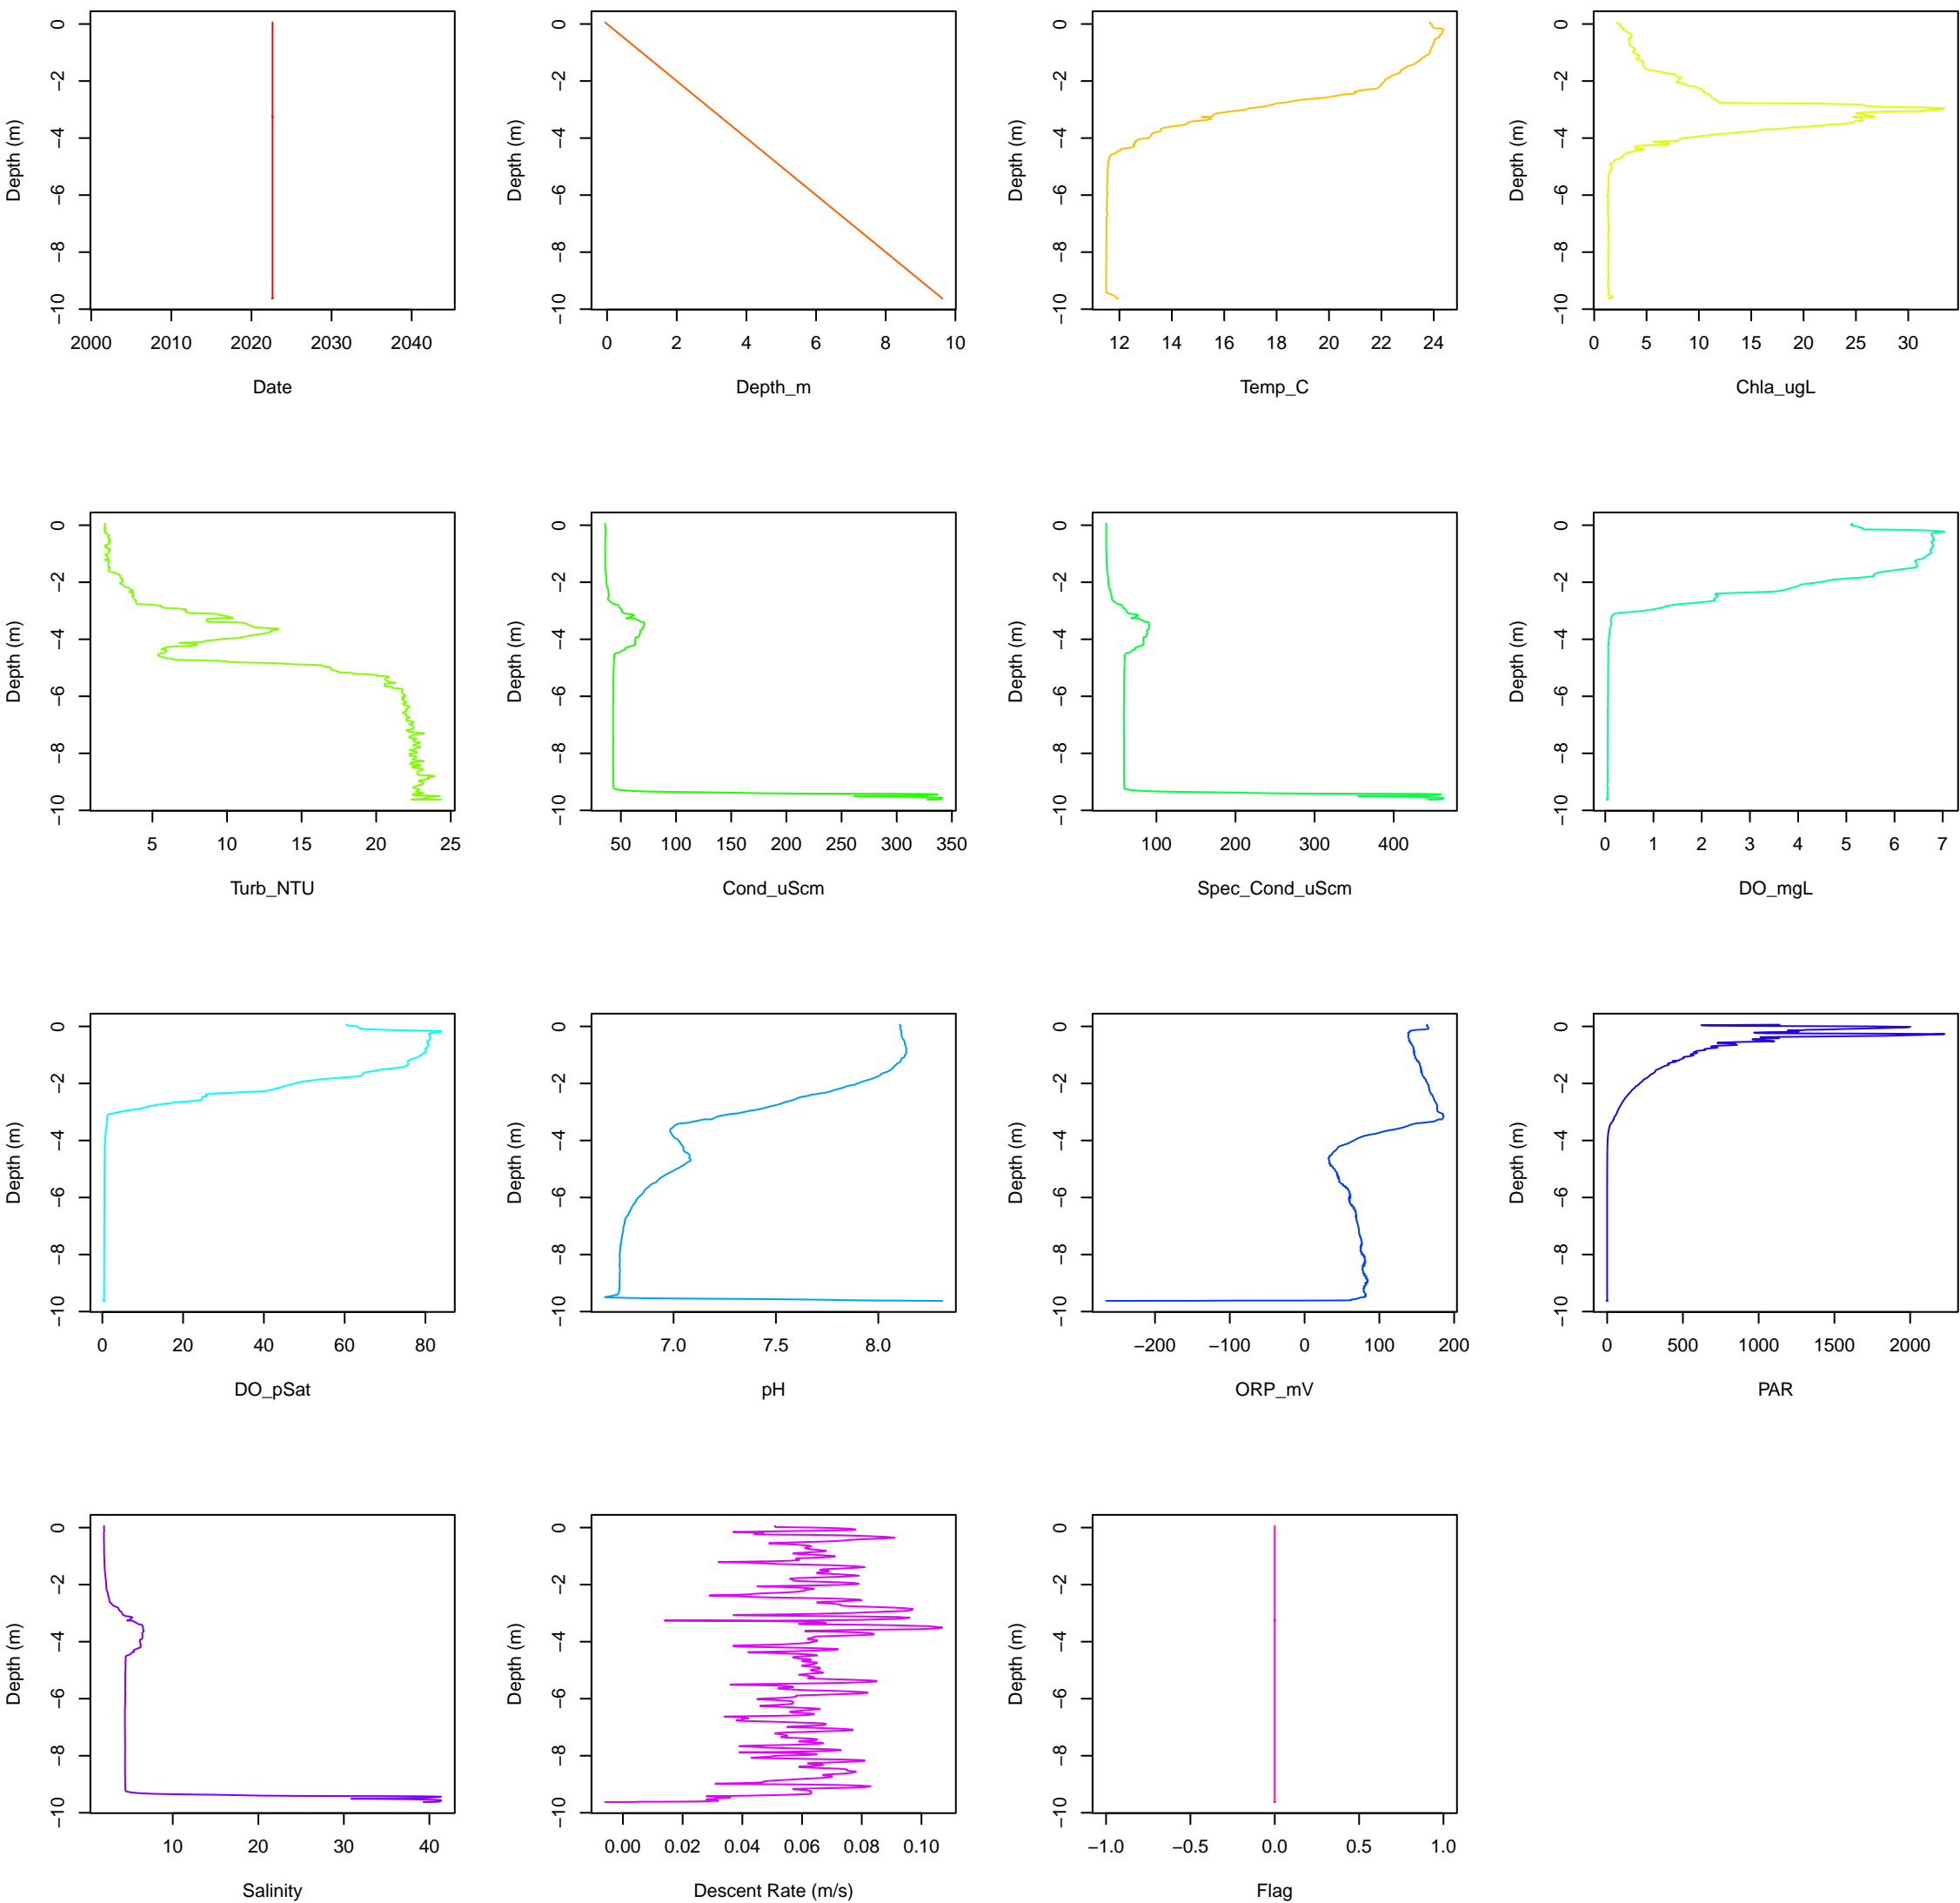 0 0 0 0
−2 −2 −2 −2
−4 −4 −4 −4
Depth (m) Depth (m) Depth (m) Depth (m)
−6 −6 −6 −6
−8 −8 −8 −8
−10 −10 −10 −10
2000 2010 2020 2030 2040 0 2 4 6 8 10 12 14 16 18 20 22 24 0 5 10 15 20 25 30
Date Depth_m Temp_C Chla_ugL
0 0 0 0
−2 −2 −2 −2
−4 −4 −4 −4
Depth (m) Depth (m) Depth (m) Depth (m)
−6 −6 −6 −6
−8 −8 −8 −8
−10 −10 −10 −10
5 10 15 20 25 50 100 150 200 250 300 350 100 200 300 400 0 1 2 3 4 5 6 7
Turb_NTU Cond_uScm Spec_Cond_uScm DO_mgL
0 0 0 0
−2 −2 −2 −2
−4 −4 −4 −4
Depth (m) Depth (m) Depth (m) Depth (m)
−6 −6 −6 −6
−8 −8 −8 −8
−10 −10 −10 −10
0 20 40 60 80 7.0 7.5 8.0 −200 −100 0 100 200 0 500 1000 1500 2000
DO_pSat pH ORP_mV PAR
0 0 0
−2 −2 −2
−4 −4 −4
Depth (m) Depth (m) Depth (m)
−6 −6 −6
−8 −8 −8
−10 −10 −10
10 20 30 40 0.00 0.02 0.04 0.06 0.08 0.10 −1.0 −0.5 0.0 0.5 1.0
Salinity Descent Rate (m/s) Flag